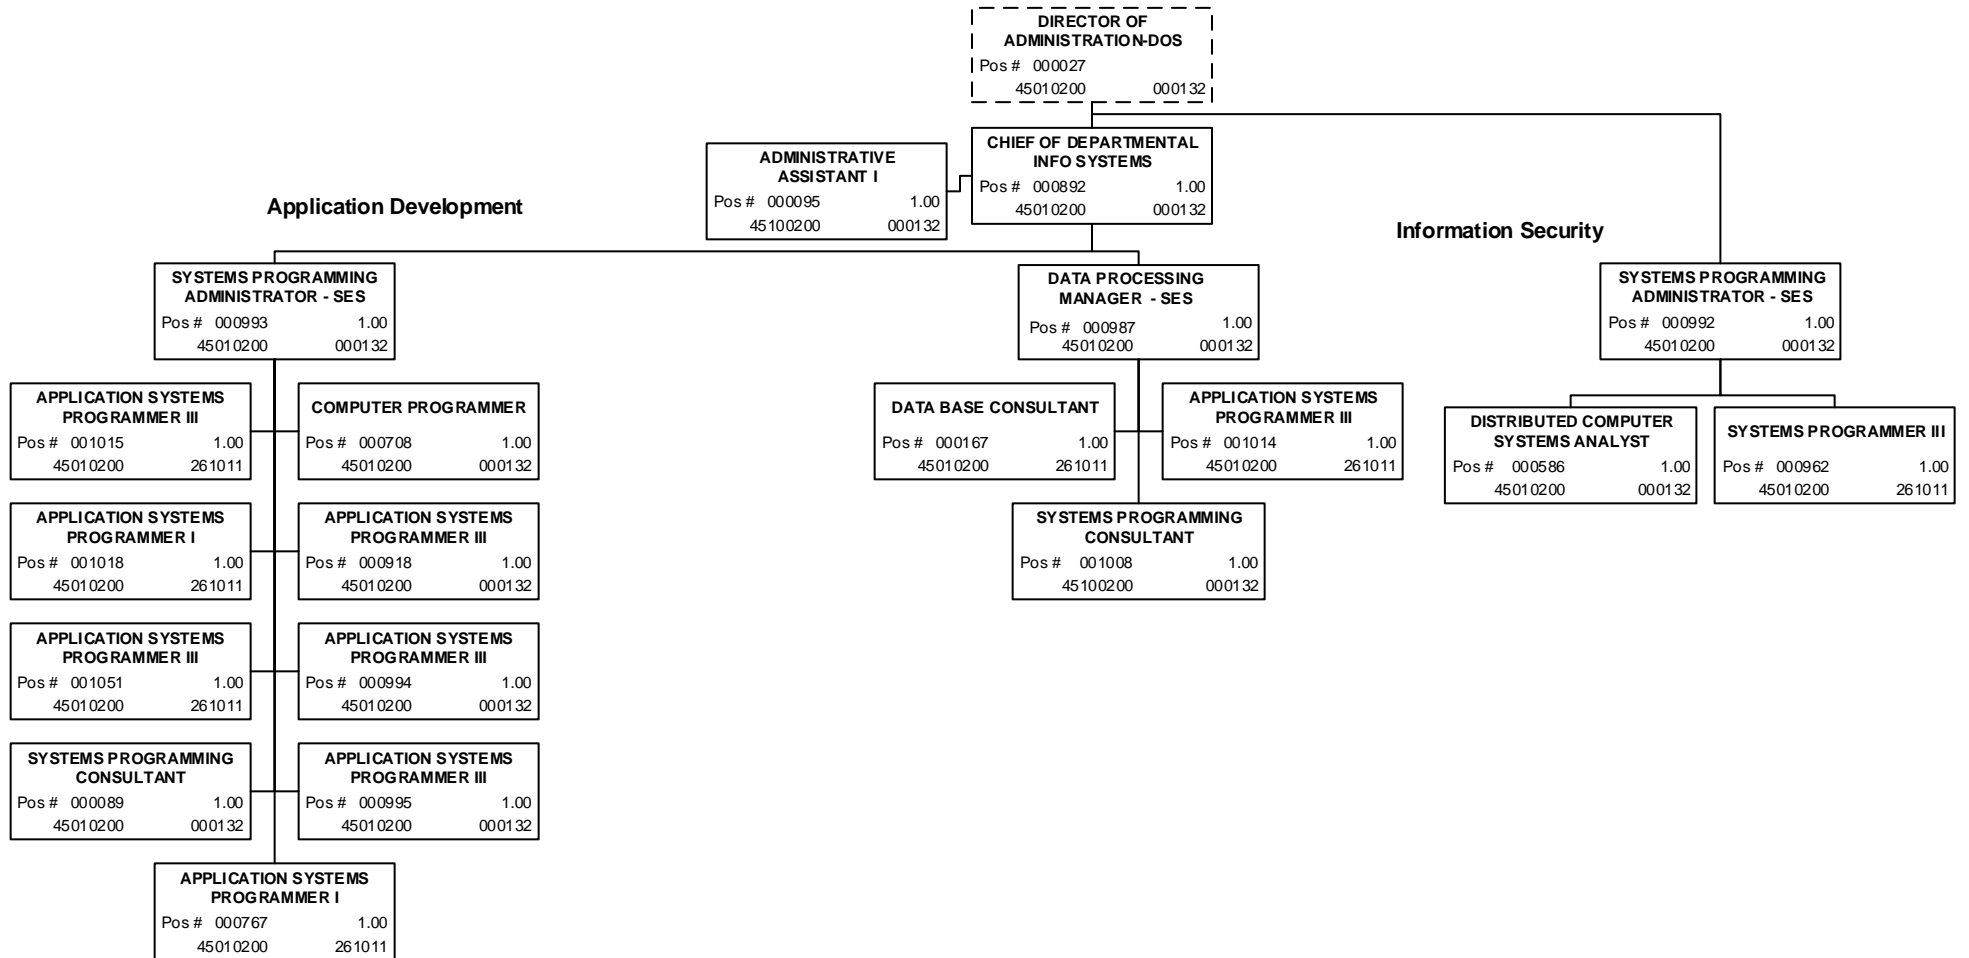 DIRECTOR OF
ADMINISTRATION-DOS
Pos # 000027
45010200 000132
CHIEF OF DEPARTMENTAL
INFO SYSTEMS
Pos # 000892 1.00
45010200 000132
ADMINISTRATIVE
ASSISTANT I
Pos # 000095 1.00
45100200 000132
Application Development
Information Security
SYSTEMS PROGRAMMING
ADMINISTRATOR - SES
Pos # 000993 1.00
45010200 000132
DATA PROCESSING
MANAGER - SES
Pos # 000987 1.00
45010200 000132
SYSTEMS PROGRAMMING
ADMINISTRATOR - SES
Pos # 000992 1.00
45010200 000132
APPLICATION SYSTEMS
PROGRAMMER III
Pos # 001015 1.00
45010200 261011
COMPUTER PROGRAMMER
Pos # 000708 1.00
45010200 000132
DATA BASE CONSULTANT
Pos # 000167 1.00
45010200 261011
APPLICATION SYSTEMS
PROGRAMMER III
Pos # 001014 1.00
45010200 261011
DISTRIBUTED COMPUTER
SYSTEMS ANALYST
Pos # 000586 1.00
45010200 000132
SYSTEMS PROGRAMMER III
Pos # 000962 1.00
45010200 261011
APPLICATION SYSTEMS
PROGRAMMER I
Pos # 001018 1.00
45010200 261011
APPLICATION SYSTEMS
PROGRAMMER III
Pos # 000918 1.00
45010200 000132
SYSTEMS PROGRAMMING
CONSULTANT
Pos # 001008 1.00
45100200 000132
APPLICATION SYSTEMS
PROGRAMMER III
Pos # 001051 1.00
45010200 261011
APPLICATION SYSTEMS
PROGRAMMER III
Pos # 000994 1.00
45010200 000132
SYSTEMS PROGRAMMING
CONSULTANT
Pos # 000089 1.00
45010200 000132
APPLICATION SYSTEMS
PROGRAMMER III
Pos # 000995 1.00
45010200 000132
APPLICATION SYSTEMS
PROGRAMMER I
Pos # 000767 1.00
45010200 261011